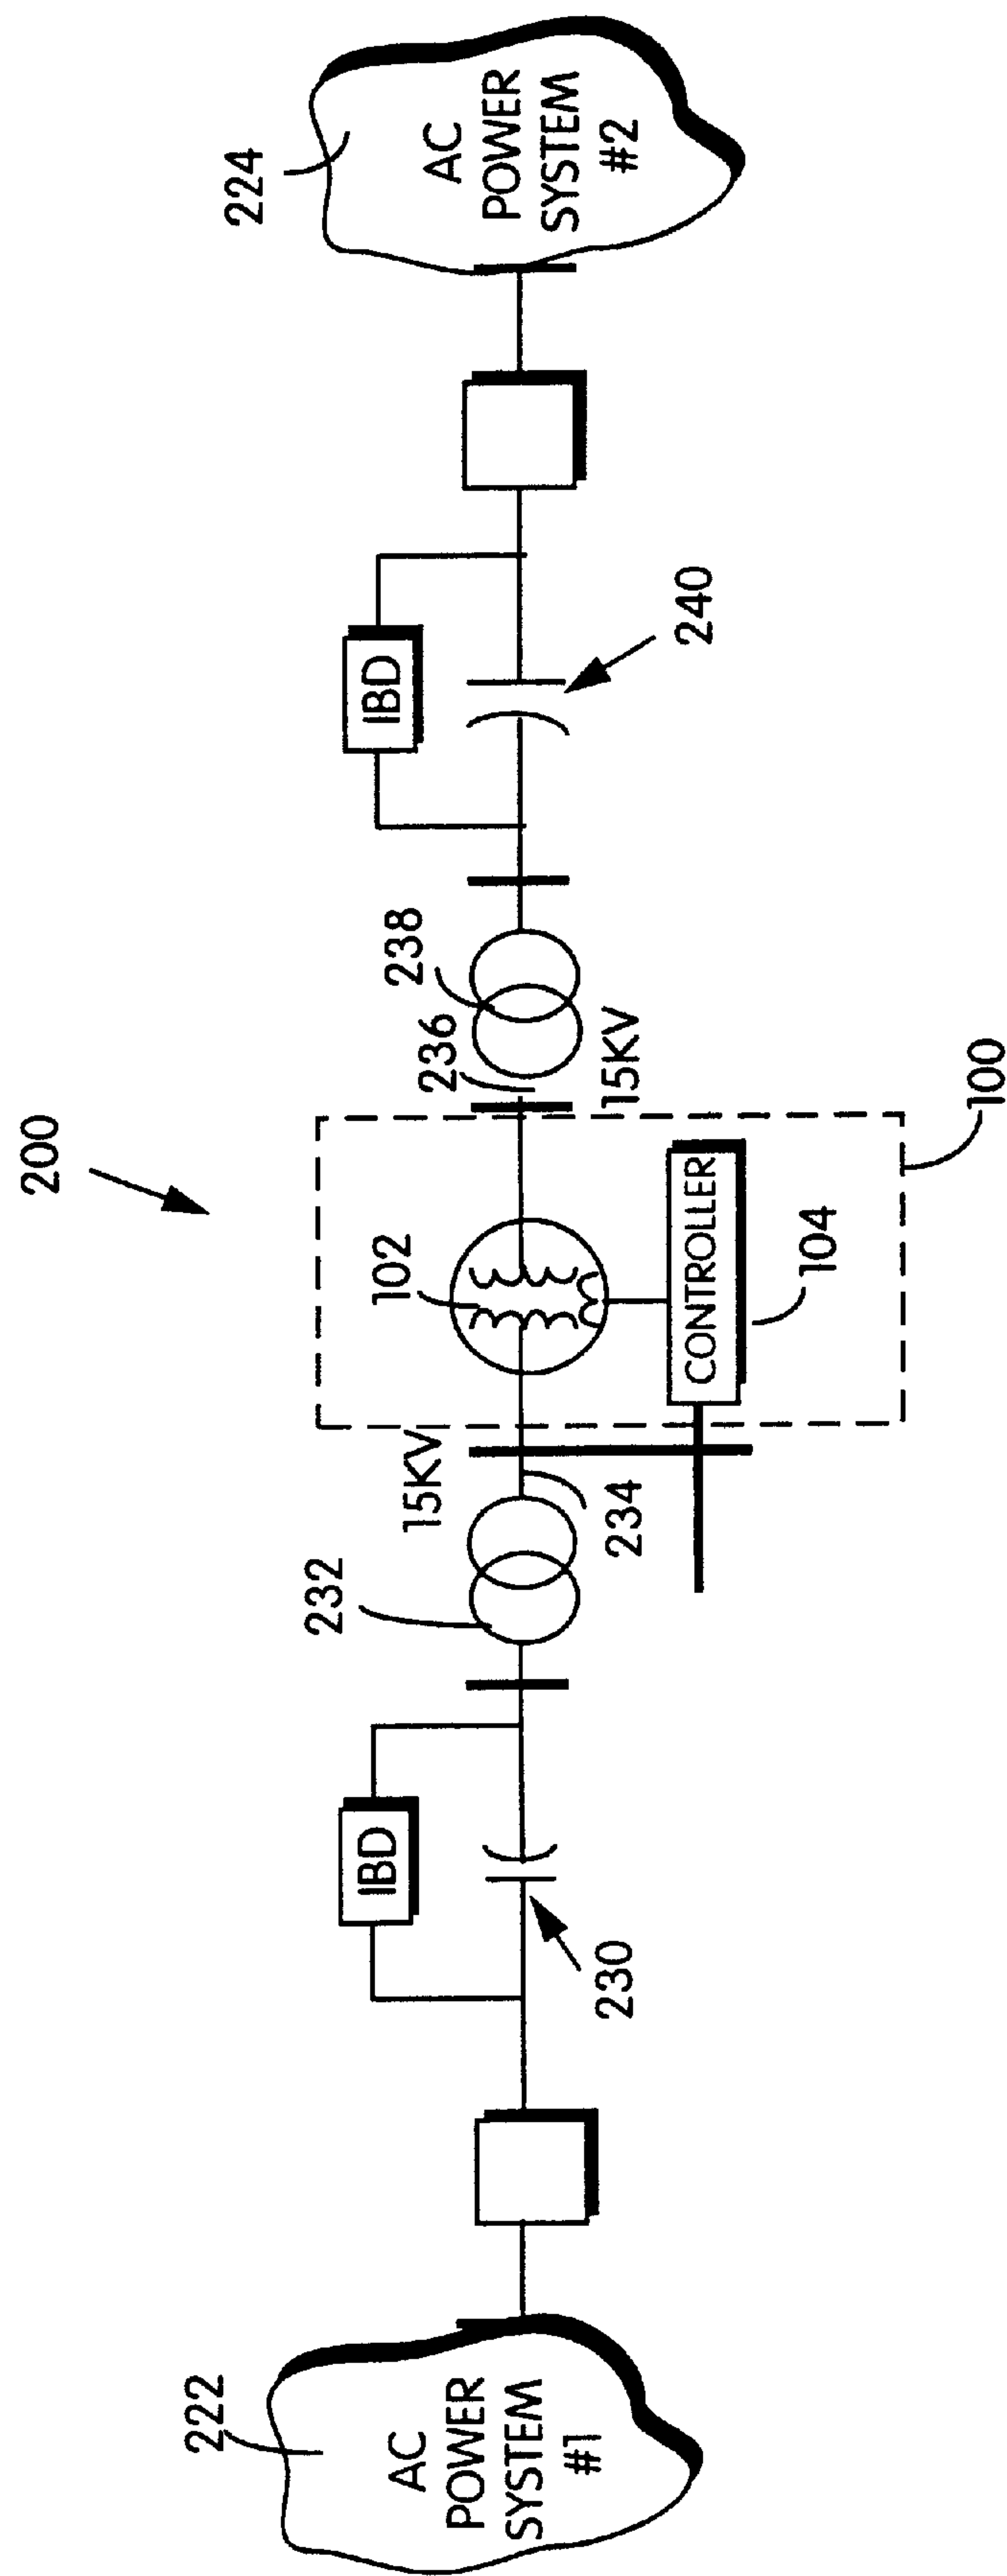 200
222
AC
POWER
SYSTEM
#1
IBD
230
232
15KV
234
102
CONTROLLER
104
100
236
15KV
238
IBD
240
224
AC
POWER
SYSTEM
#2